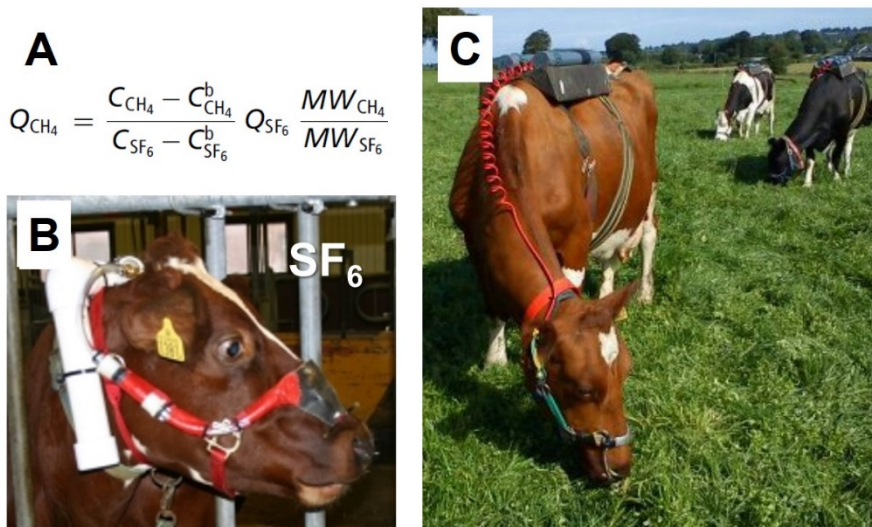 A
Q_CH4 = (C_CH4 − C^b_CH4) / (C_SF6 − C^b_SF6) Q_SF6 MW_CH4 / MW_SF6
B
SF6
C